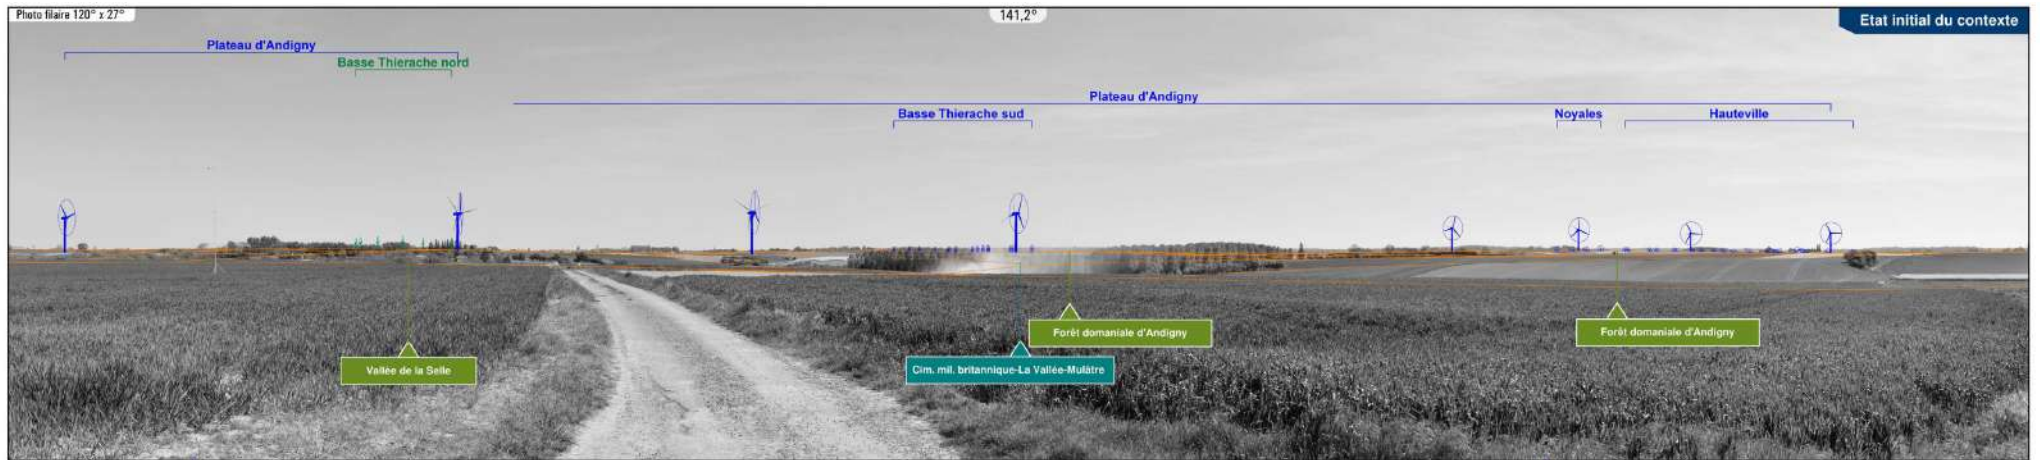 Photo filaire 120° x 27°
141,2°
Etat initial du contexte
Plateau d'Andigny
Basse Thierache nord
Plateau d'Andigny
Basse Thierache sud
Noyales
Hauteville
Forêt domaniale d'Andigny
Forêt domaniale d'Andigny
Vallée de la Selle
Cim. mil. britannique-La Vallée-Mulâtre